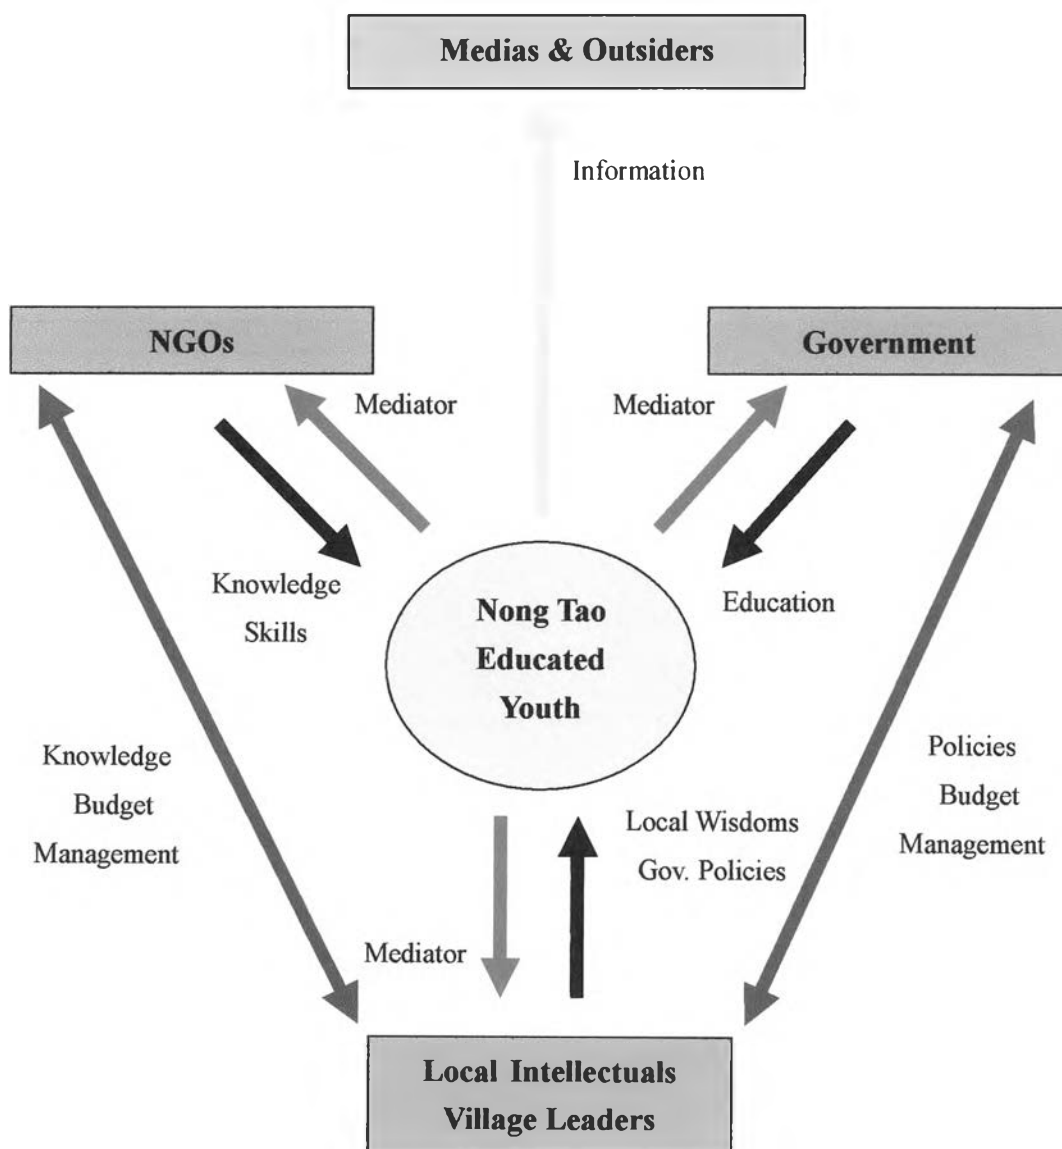 Medias & Outsiders
Information
NGOs
Government
Mediator
Mediator
Knowledge
Skills
Education
Nong Tao
Educated
Youth
Knowledge
Budget
Management
Policies
Budget
Management
Local Wisdoms
Gov. Policies
Mediator
Local Intellectuals
Village Leaders